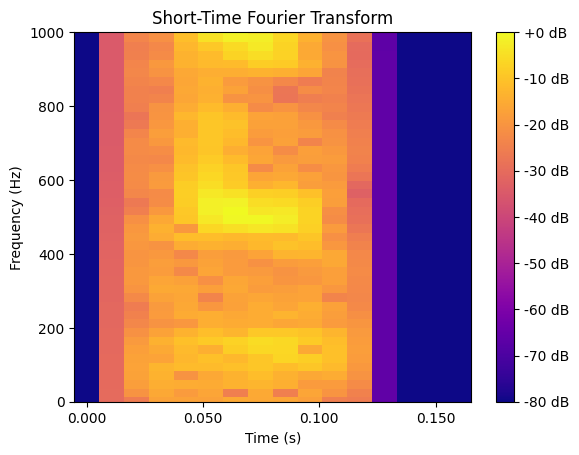 Short-Time Fourier Transform
Frequency (Hz)
1000
800
600
400
200
0
0.000
0.050
0.100
0.150
Time (s)
+0 dB
-10 dB
-20 dB
-30 dB
-40 dB
-50 dB
-60 dB
-70 dB
-80 dB